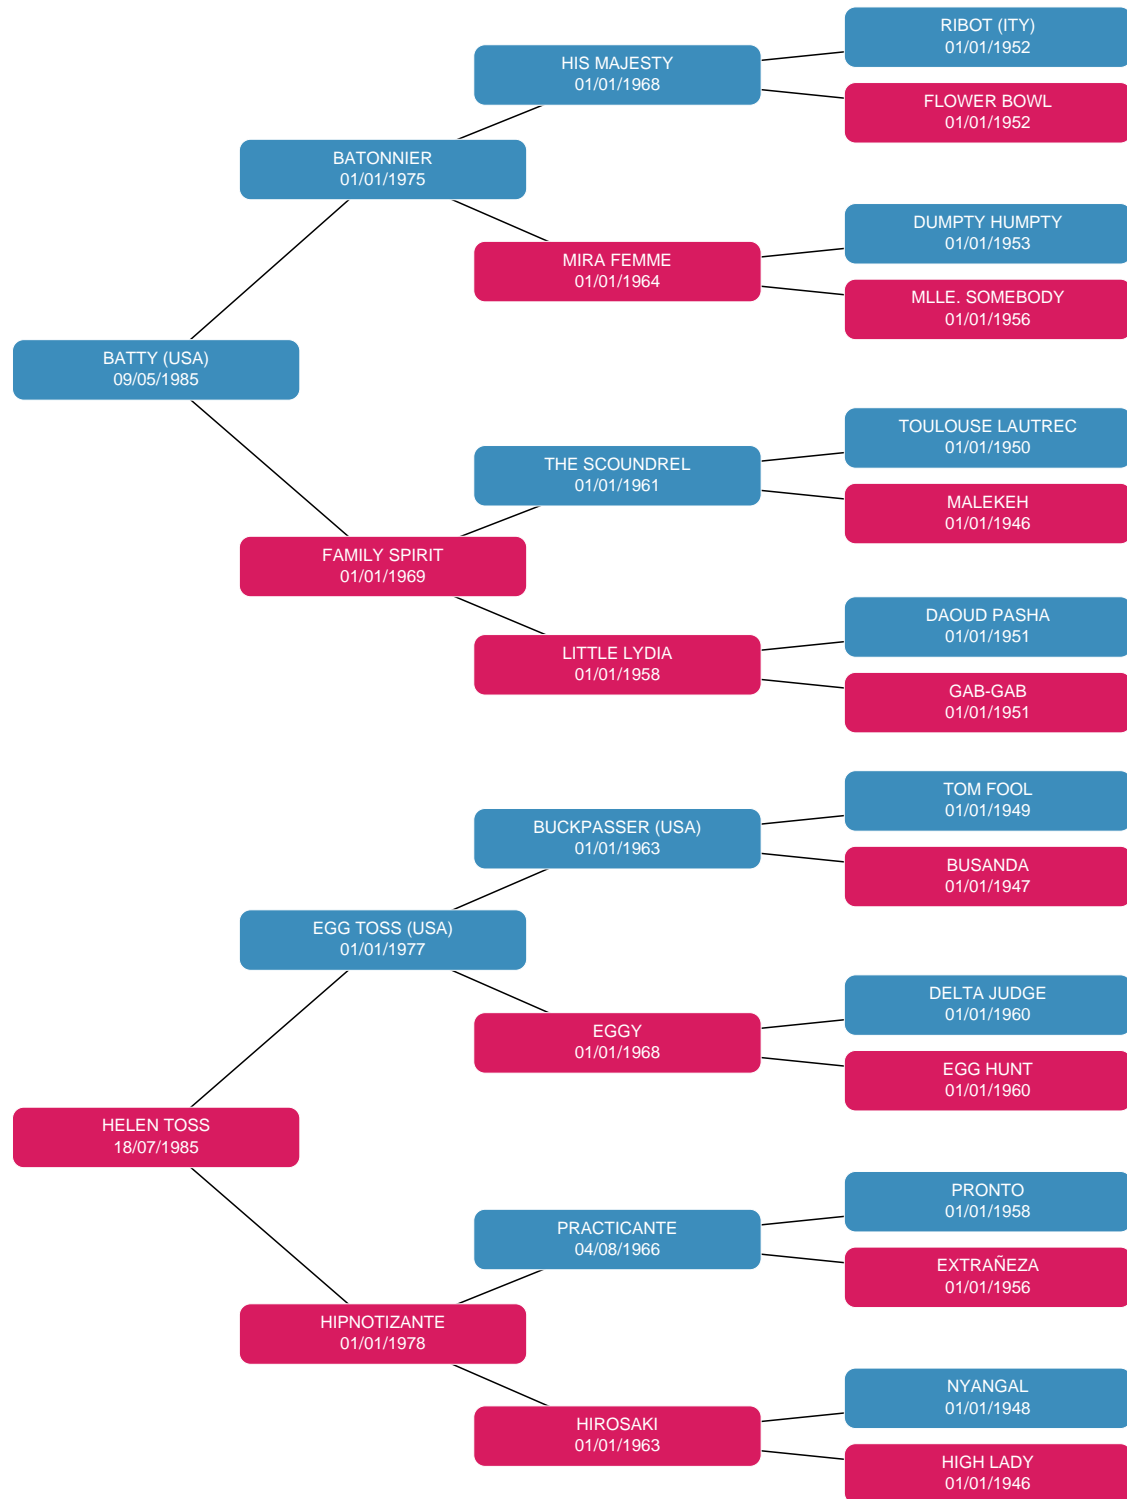 RIBOT (ITY)
01/01/1952
HIS MAJESTY
01/01/1968
FLOWER BOWL
01/01/1952
BATONNIER
01/01/1975
DUMPTY HUMPTY
01/01/1953
MIRA FEMME
01/01/1964
MLLE. SOMEBODY
01/01/1956
BATTY (USA)
09/05/1985
TOULOUSE LAUTREC
01/01/1950
THE SCOUNDREL
01/01/1961
MALEKEH
01/01/1946
FAMILY SPIRIT
01/01/1969
DAOUD PASHA
01/01/1951
LITTLE LYDIA
01/01/1958
GAB-GAB
01/01/1951
TOM FOOL
01/01/1949
BUCKPASSER (USA)
01/01/1963
BUSANDA
01/01/1947
EGG TOSS (USA)
01/01/1977
DELTA JUDGE
01/01/1960
EGGY
01/01/1968
EGG HUNT
01/01/1960
HELEN TOSS
18/07/1985
PRONTO
01/01/1958
PRACTICANTE
04/08/1966
EXTRAÑEZA
01/01/1956
HIPNOTIZANTE
01/01/1978
NYANGAL
01/01/1948
HIROSAKI
01/01/1963
HIGH LADY
01/01/1946